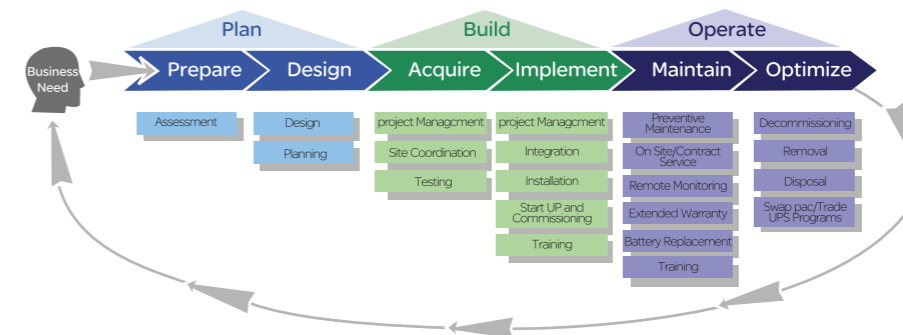 Plan
Build
Operate
Business
Need
Prepare
Design
Acquire
Implement
Maintain
Optimize
Assessment
Design
Planning
project Managcment
Site Coordination
Testing
project Managcment
Integration
Installation
Start UP and
Commissioning
Training
Preventive
Maintenance
On Site/Contract
Service
Remote Monitoring
Extended Warranty
Battery Replacement
Training
Decommissioning
Removal
Disposal
Swap pac/Trade
UPS Programs